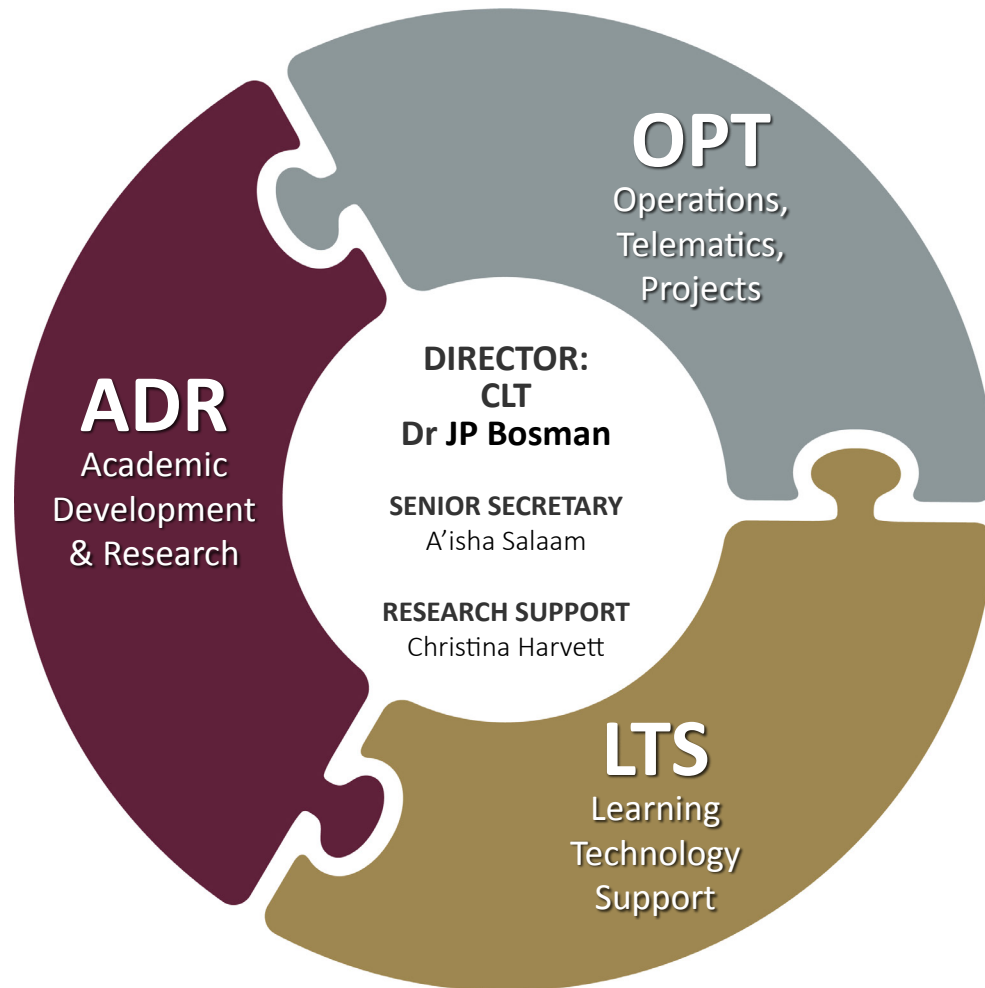 OPT
Operations,
Telematics,
Projects
ADR
Academic
Development
& Research
DIRECTOR:
CLT
Dr JP Bosman
SENIOR SECRETARY
A’isha Salaam
RESEARCH SUPPORT
Christina Harvett
LTS
Learning
Technology
Support